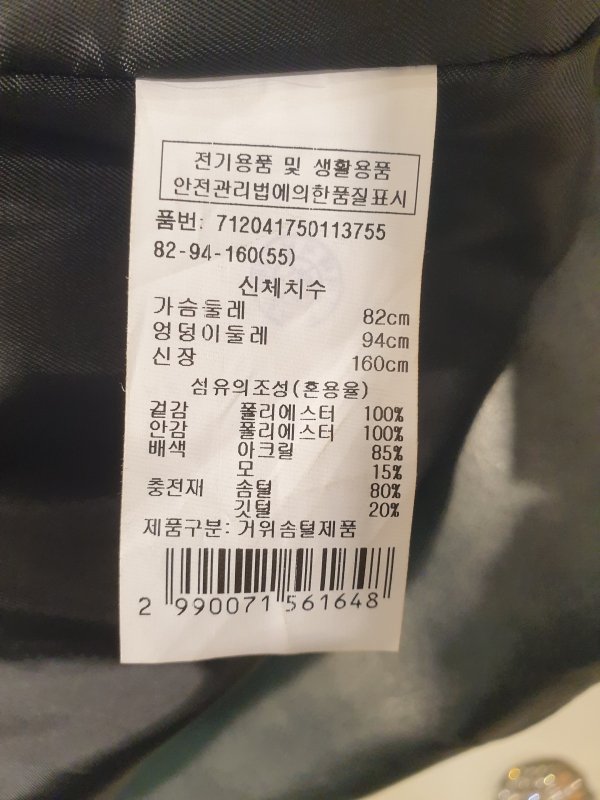 전기용품 및 생활용품
안전관리법에의한품질표시
품번: 712041750113755
82-94-160(55)
신체치수
가슴둘레 82cm
엉덩이둘레 94cm
신장 160cm
섬유의조성(혼용율)
겉감 폴리에스터 100%
안감 폴리에스터 100%
배색 아크릴 85%
모 15%
충전재 솜털 80%
깃털 20%
제품구분: 거위솜털제품
2 990071 561648